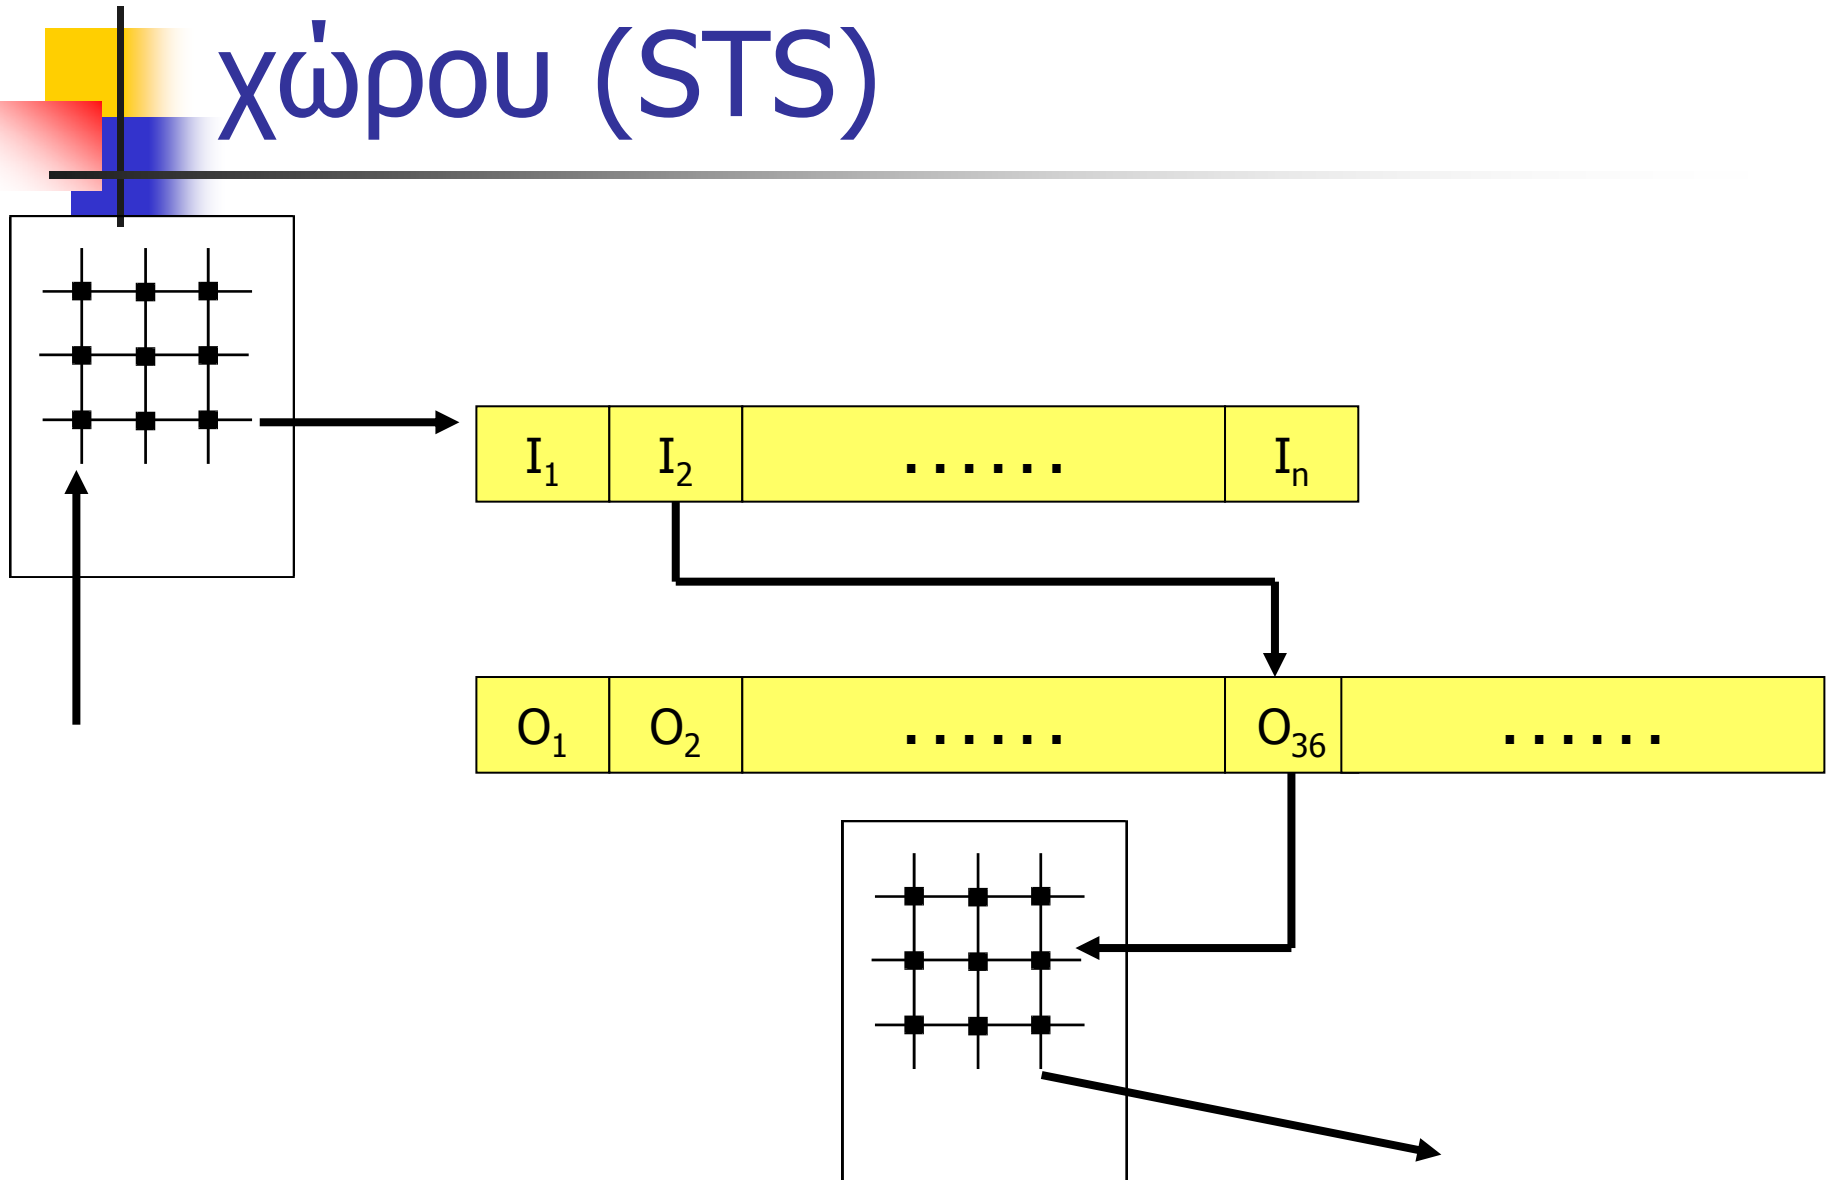 χώρου (STS)
I₁ I₂ ...... Iₙ
O₁ O₂ ...... O₃₆ ......